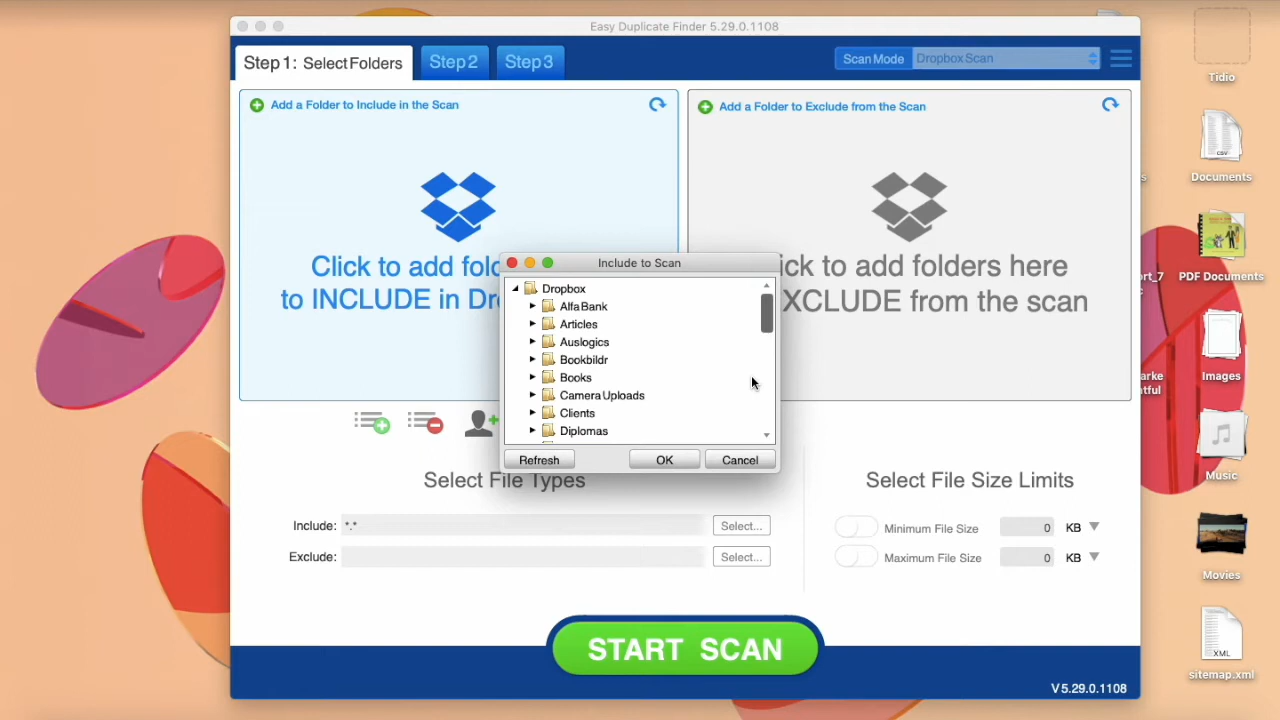 Easy Duplicate Finder 5.29.0.1108
Step 1: Select Folders
Step 2
Step 3
Scan Mode
Dropbox Scan
Add a Folder to Include in the Scan
Add a Folder to Exclude from the Scan
Click to add
to INCLUDE in
ick to add folders here
XCLUDE from the scan
Include to Scan
Dropbox
Alfa Bank
Articles
Auslogics
Bookbildr
Books
Camera Uploads
Clients
Diplomas
Refresh
OK
Cancel
Select File Types
Include: *.*
Select...
Exclude:
Select...
Select File Size Limits
Minimum File Size 0 KB
Maximum File Size 0 KB
START SCAN
V 5.29.0.1108
Tidio
CSV
Documents
PDF Documents
Images
Music
Movies
XML
sitemap.xml